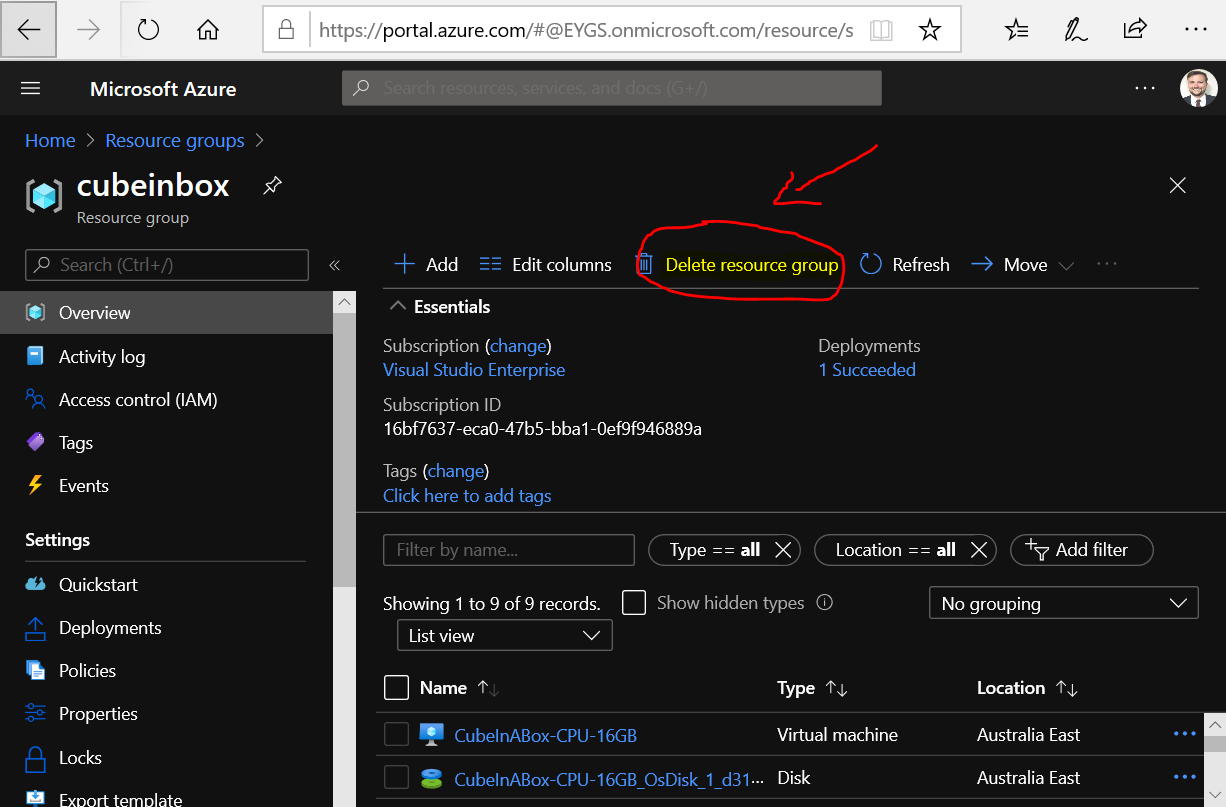 https://portal.azure.com/#@EYGS.onmicrosoft.com/resource/s
Microsoft Azure
Search resources, services, and docs (G+/)
Home > Resource groups >
cubeinbox
Resource group
Search (Ctrl+/)
«
Add
Edit columns
Delete resource group
Refresh
Move
Overview
Activity log
Access control (IAM)
Tags
Events
Settings
Quickstart
Deployments
Policies
Properties
Locks
Export template
Essentials
Subscription (change)
Visual Studio Enterprise
Deployments
1 Succeeded
Subscription ID
16bf7637-eca0-47b5-bba1-0ef9f946889a
Tags (change)
Click here to add tags
Filter by name...
Type == all
Location == all
Add filter
Showing 1 to 9 of 9 records.
Show hidden types
No grouping
List view
Name Type Location
CubeInABox-CPU-16GB Virtual machine Australia East
CubeInABox-CPU-16GB_OsDisk_1_d31... Disk Australia East